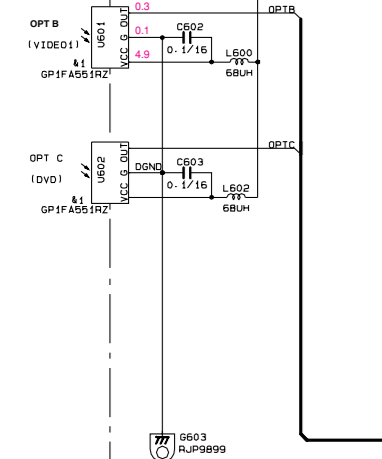 0.3
OPTB
OPT B
OUT
C602
0.1
(VIDEO1)
U601
G
0.1/16
L600
4.9
VCC
&1
GP1FA551RZ
68UH
OUT
OPTC
OPT C
DGND
C603
(DVD)
U602
G
0.1/16
L602
VCC
&1
GP1FA551RZ
68UH
G603
RJP9899